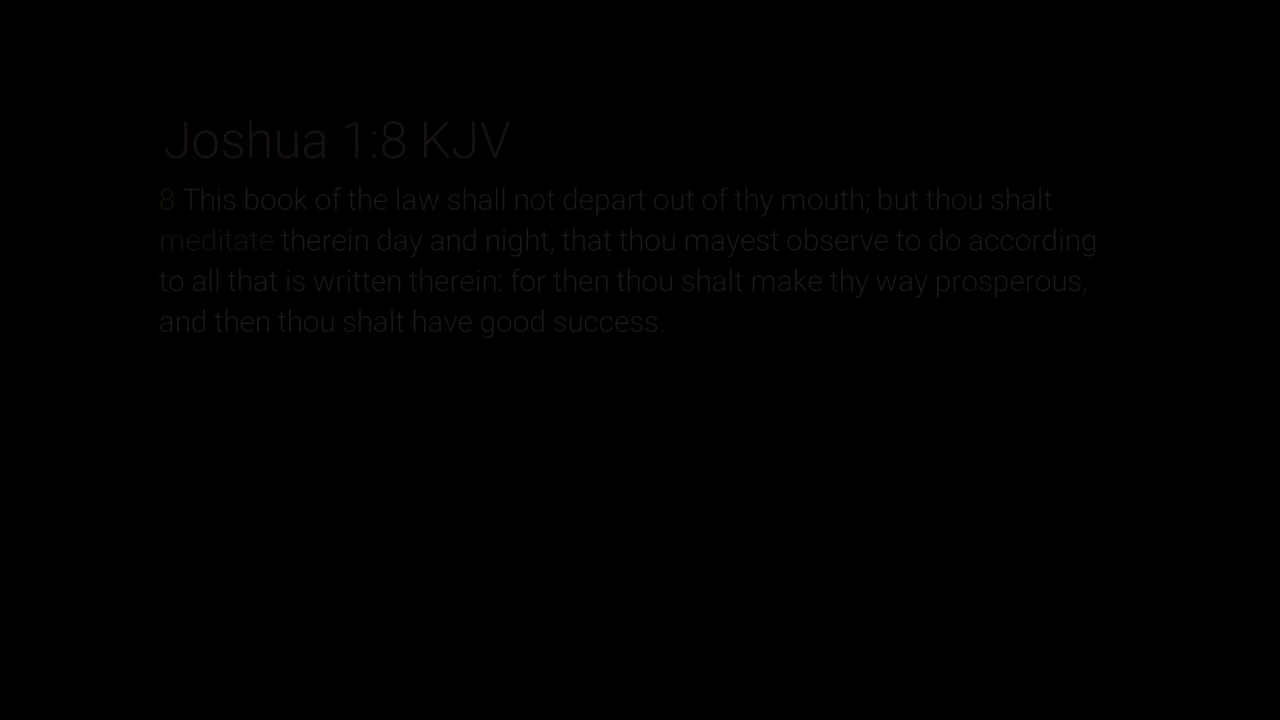 Joshua 1:8 KJV
8 This book of the law shall not depart out of thy mouth; but thou shalt
meditate therein day and night, that thou mayest observe to do according
to all that is written therein: for then thou shalt make thy way prosperous,
and then thou shalt have good success.